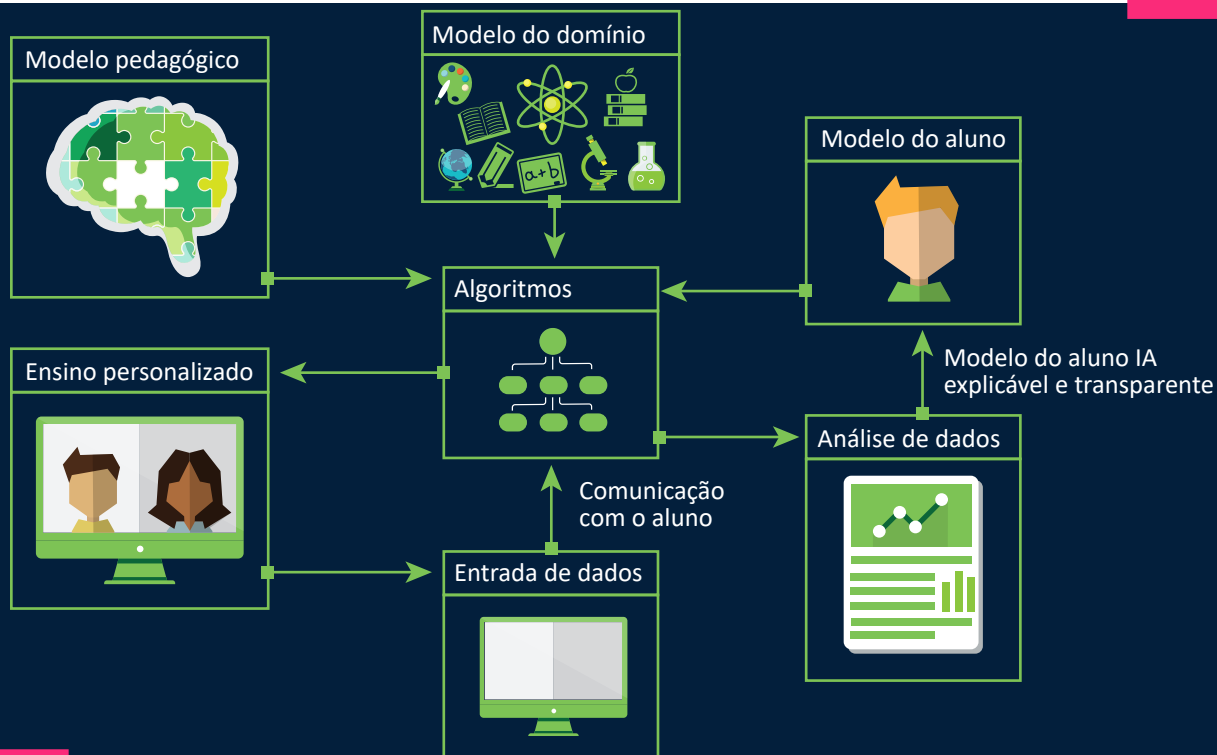 Modelo pedagógico
Modelo do domínio
a+b
Modelo do aluno
Algoritmos
Ensino personalizado
Modelo do aluno IA
explicável e transparente
Análise de dados
Comunicação
com o aluno
Entrada de dados